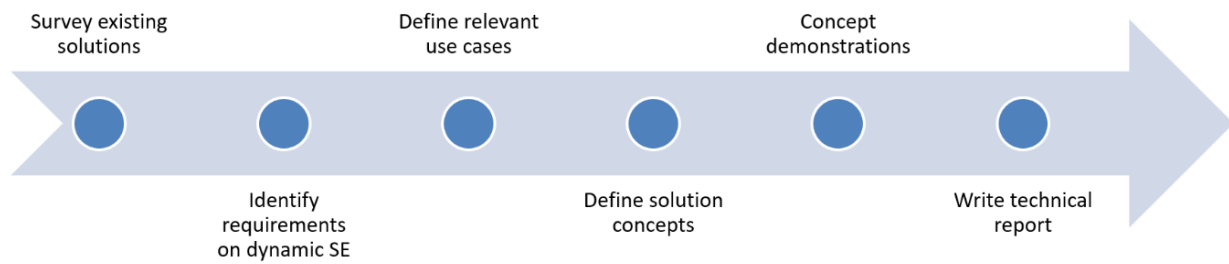 Survey existing
solutions
Identify
requirements
on dynamic SE
Define relevant
use cases
Define solution
concepts
Concept
demonstrations
Write technical
report